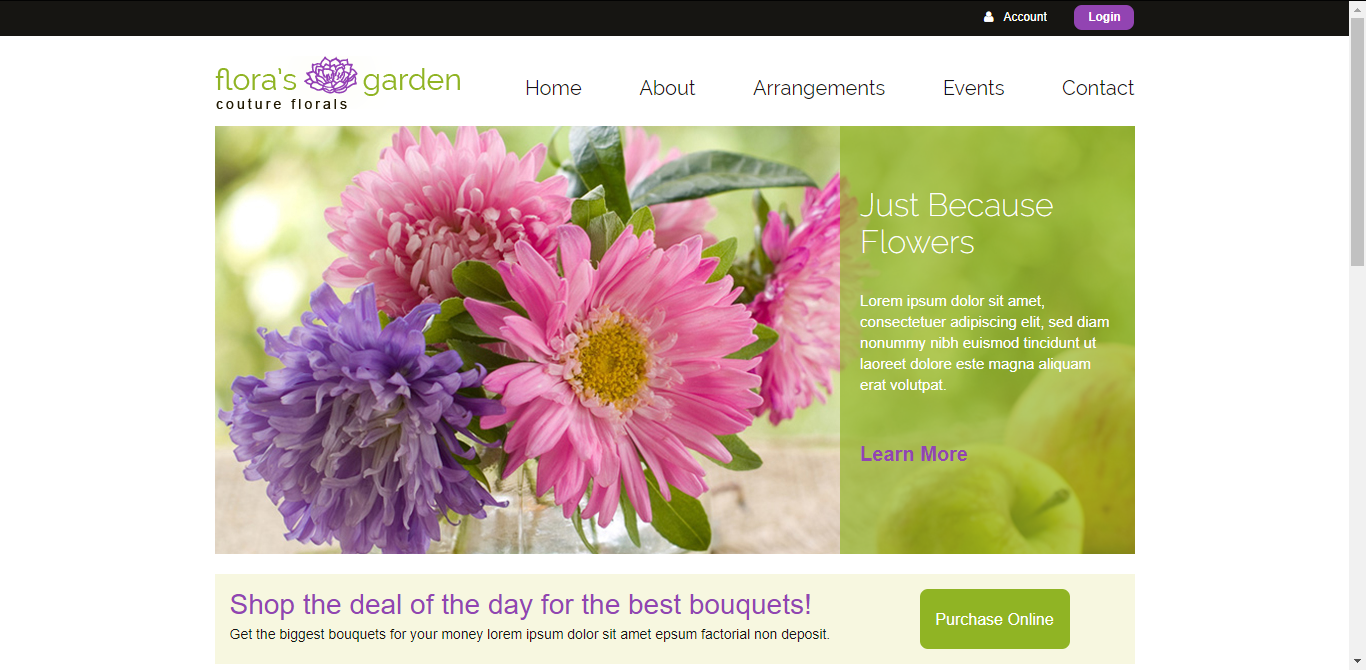 Account
Login
flora's garden
couture florals
Home
About
Arrangements
Events
Contact
Just Because
Flowers
Lorem ipsum dolor sit amet,
consectetuer adipiscing elit, sed diam
nonummy nibh euismod tincidunt ut
laoreet dolore este magna aliquam
erat volutpat.
Learn More
Shop the deal of the day for the best bouquets!
Get the biggest bouquets for your money lorem ipsum dolor sit amet epsum factorial non deposit.
Purchase Online